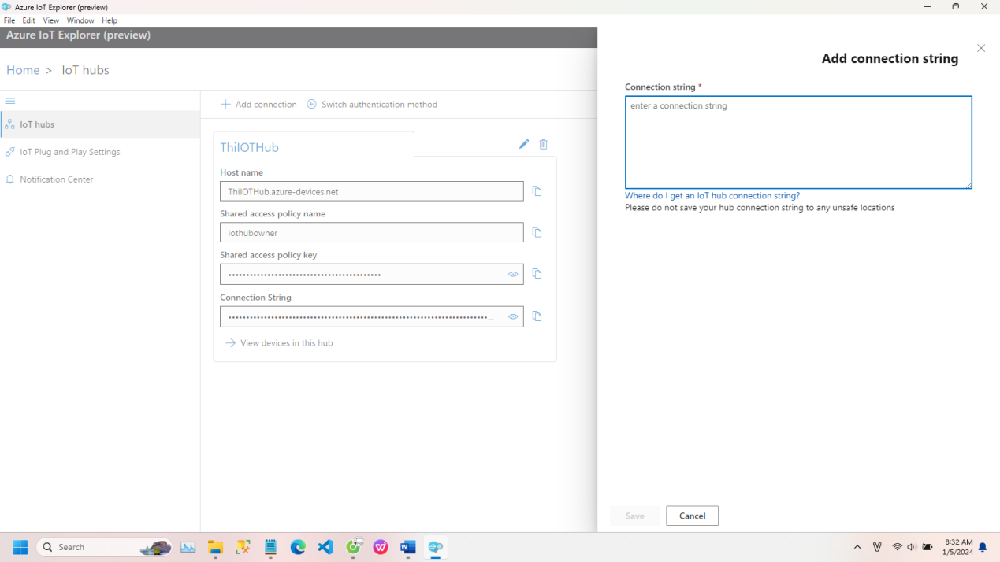 Azure IoT Explorer (preview)
File Edit View Window Help
Azure IoT Explorer (preview)
Home > IoT hubs
IoT hubs
IoT Plug and Play Settings
Notification Center
Add connection Switch authentication method
ThiIOTHub
Host name
ThiIOTHub.azure-devices.net
Shared access policy name
iothubowner
Shared access policy key
••••••••••••••••••••••••••••••••••••••••••••
Connection String
•••••••••••••••••••••••••••••••••••••••••••••••••••••••••••••••••••••••••••...
View devices in this hub
Add connection string
Connection string *
enter a connection string
Where do I get an IoT hub connection string?
Please do not save your hub connection string to any unsafe locations
Save Cancel
Search
8:32 AM
1/5/2024